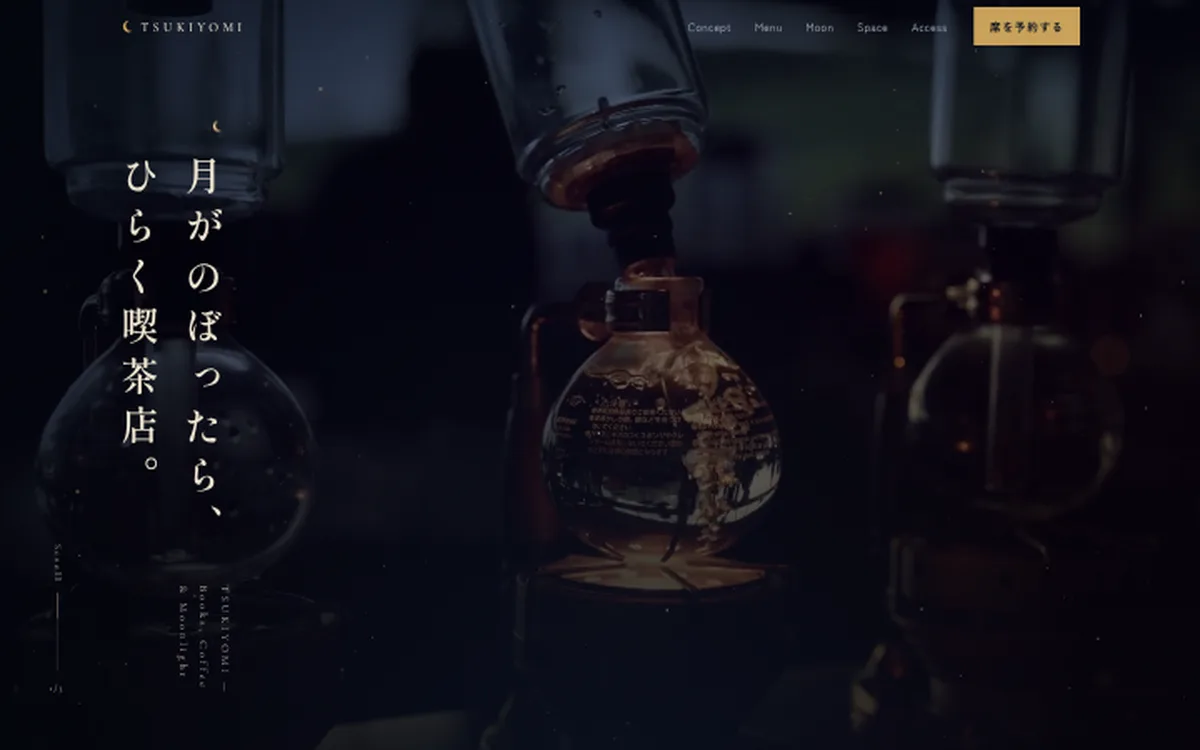 TSUKIYOMI
Concept
Menu
Moon
Space
Access
席を予約する
月がのぼったら、
ひらく喫茶店。
TSUKIYOMI —
Books, Coffee
& Moonlight
Scroll